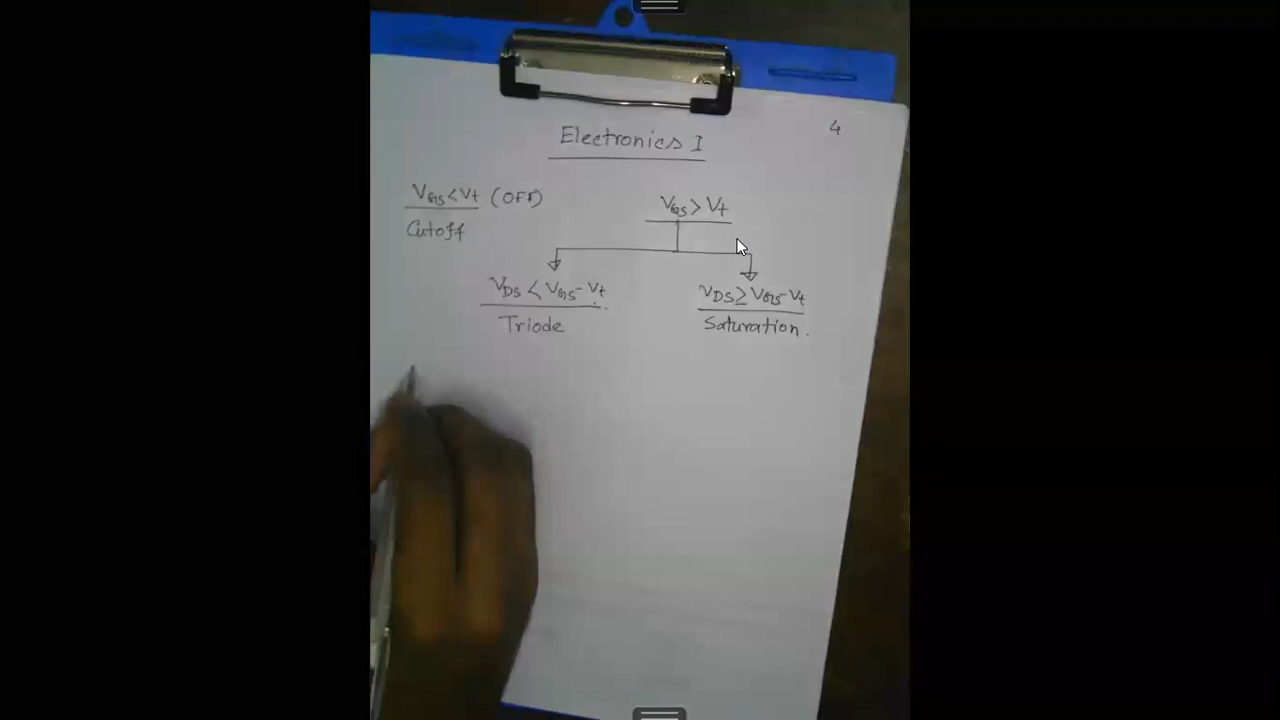 4
Electronics I
VGS < Vt (OFF)
Cutoff
VGS > Vt
VDS < VGS - Vt
Triode
VDS ≥ VGS - Vt
Saturation.